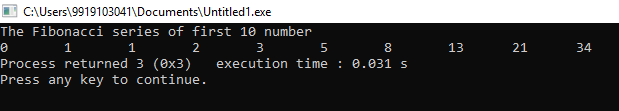 C:\Users\9919103041\Documents\Untitled1.exe
The Fibonacci series of first 10 number
0 1 1 2 3 5 8 13 21 34
Process returned 3 (0x3) execution time : 0.031 s
Press any key to continue.